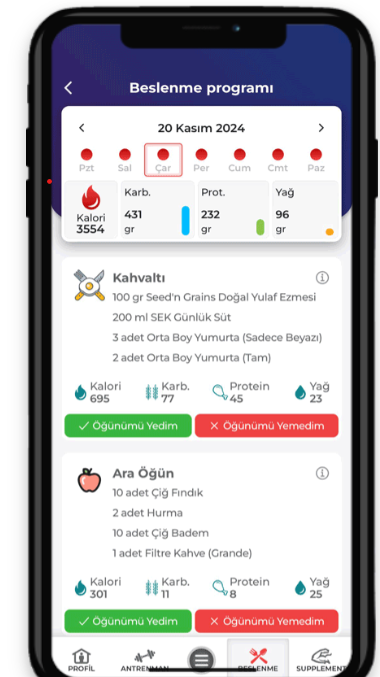 Beslenme programı
20 Kasım 2024
Pzt Sal Çar Per Cum Cmt Paz
Kalori
3554
Karb.
431
gr
Prot.
232
gr
Yağ
96
gr
Kahvaltı
100 gr Seed'n Grains Doğal Yulaf Ezmesi
200 ml SEK Günlük Süt
3 adet Orta Boy Yumurta (Sadece Beyazı)
2 adet Orta Boy Yumurta (Tam)
Kalori Karb. Protein Yağ
695 77 45 23
Öğünümü Yedim Öğünümü Yemedim
Ara Öğün
10 adet Çiğ Fındık
2 adet Hurma
10 adet Çiğ Badem
1 adet Filtre Kahve (Grande)
Kalori Karb. Protein Yağ
301 11 8 25
Öğünümü Yedim Öğünümü Yemedim
PROFİL ANTRENMAN BESLENME SUPPLEMENT